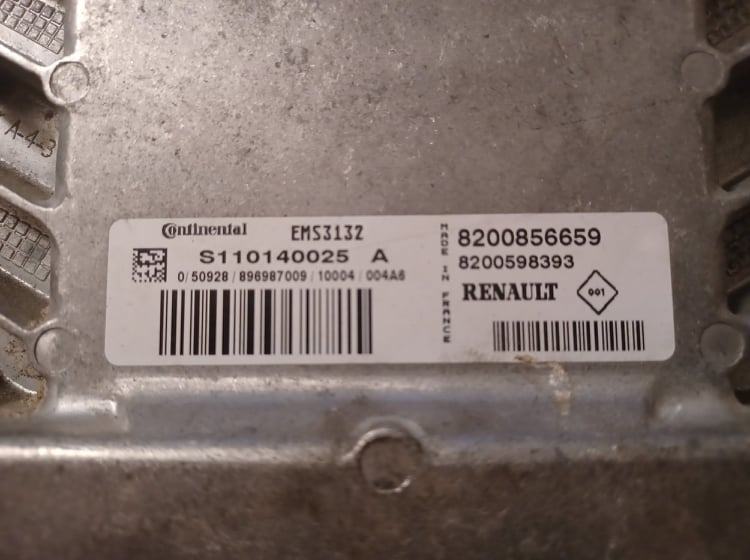 A-4-3
Continental EMS3132
S110140025 A
0/50928/896987009/10004/004A6
MADE IN FRANCE
8200856659
8200598393
RENAULT 001